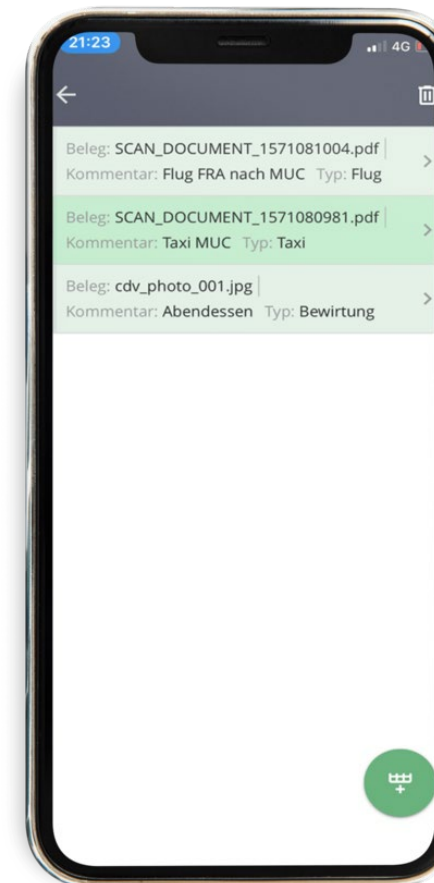 21:23
4G
Beleg: SCAN_DOCUMENT_1571081004.pdf
Kommentar: Flug FRA nach MUC Typ: Flug
Beleg: SCAN_DOCUMENT_1571080981.pdf
Kommentar: Taxi MUC Typ: Taxi
Beleg: cdv_photo_001.jpg
Kommentar: Abendessen Typ: Bewirtung